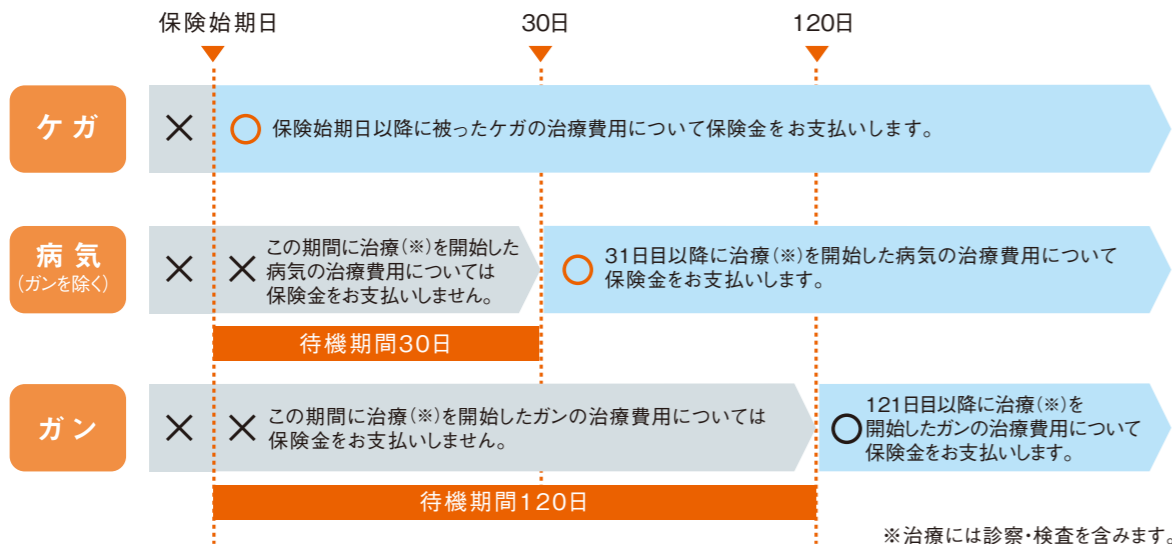 保険始期日
30日
120日
ケガ
× ○ 保険始期日以降に被ったケガの治療費用について保険金をお支払いします。
病気
(ガンを除く)
× × この期間に治療(※)を開始した
病気の治療費用については
保険金をお支払いしません。
○ 31日目以降に治療(※)を開始した病気の治療費用について
保険金をお支払いします。
待機期間30日
ガン
× × この期間に治療(※)を開始したガンの治療費用については
保険金をお支払いしません。
○ 121日目以降に治療(※)を
開始したガンの治療費用について
保険金をお支払いします。
待機期間120日
※治療には診察・検査を含みます。